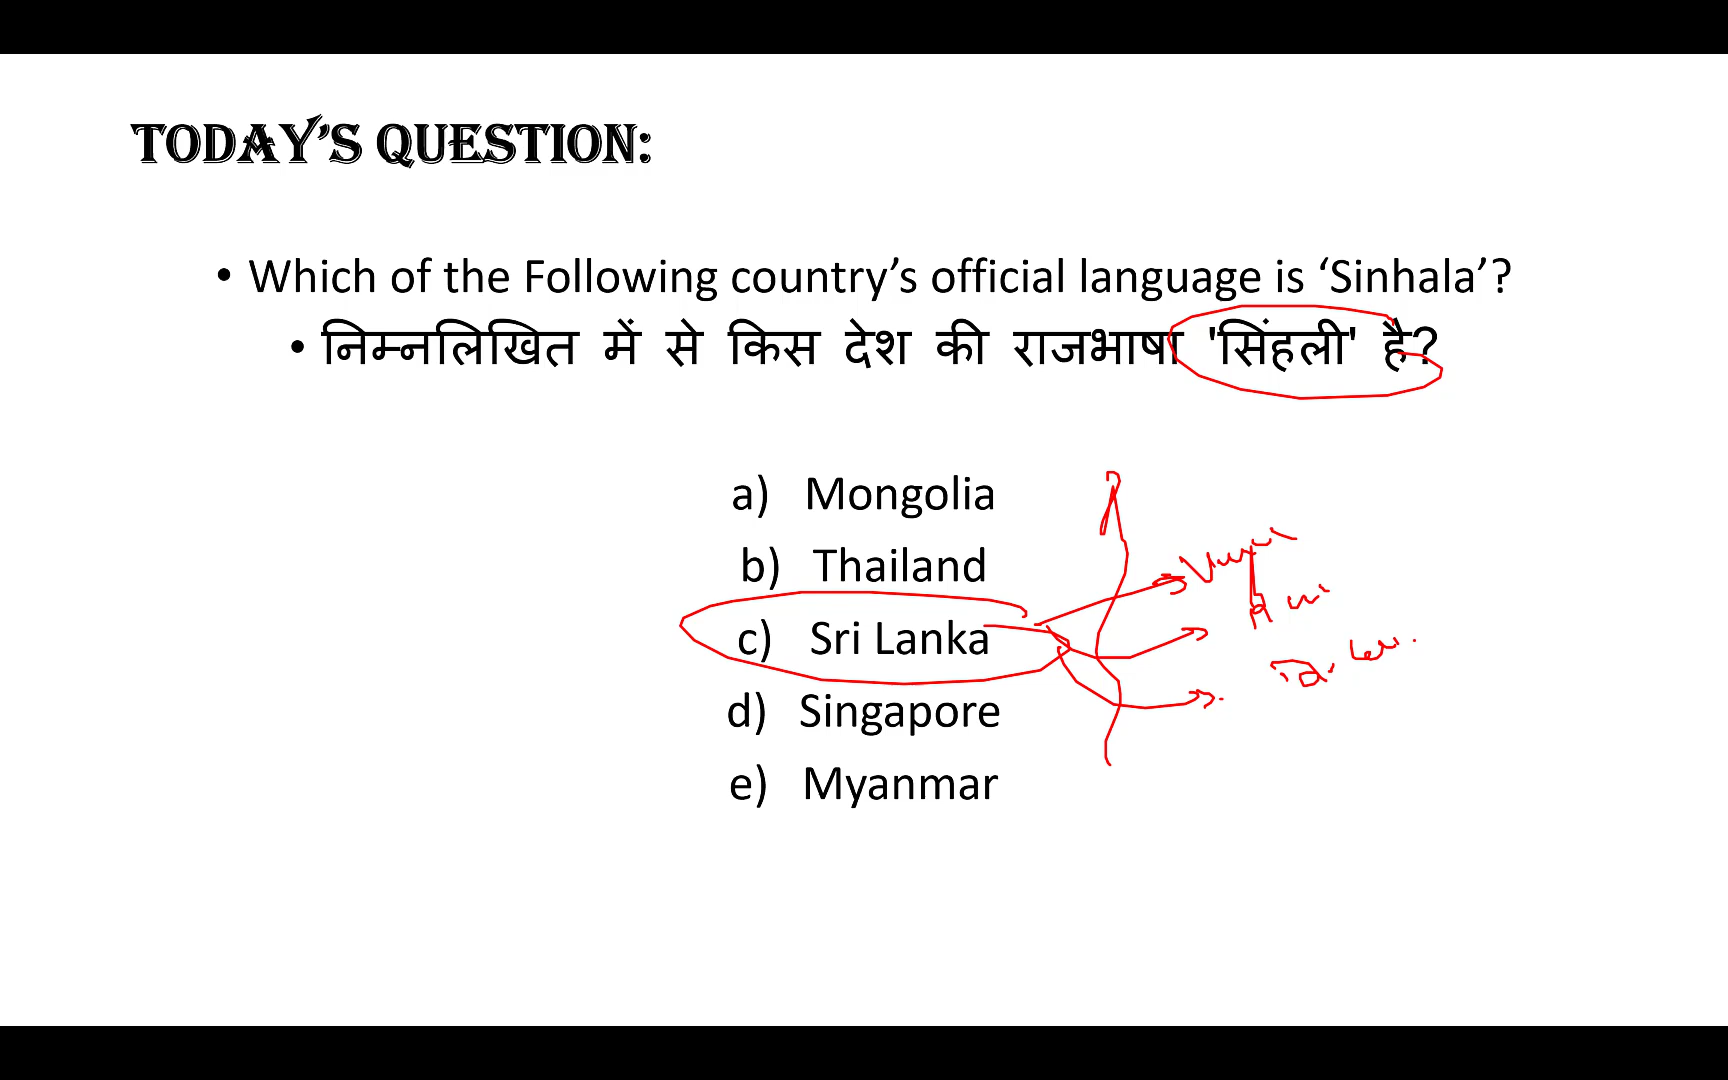 TODAY'S QUESTION:
• Which of the Following country's official language is ‘Sinhala’?
• निम्नलिखित में से किस देश की राजभाषा 'सिंहली' है?
a) Mongolia
b) Thailand
c) Sri Lanka
d) Singapore
e) Myanmar